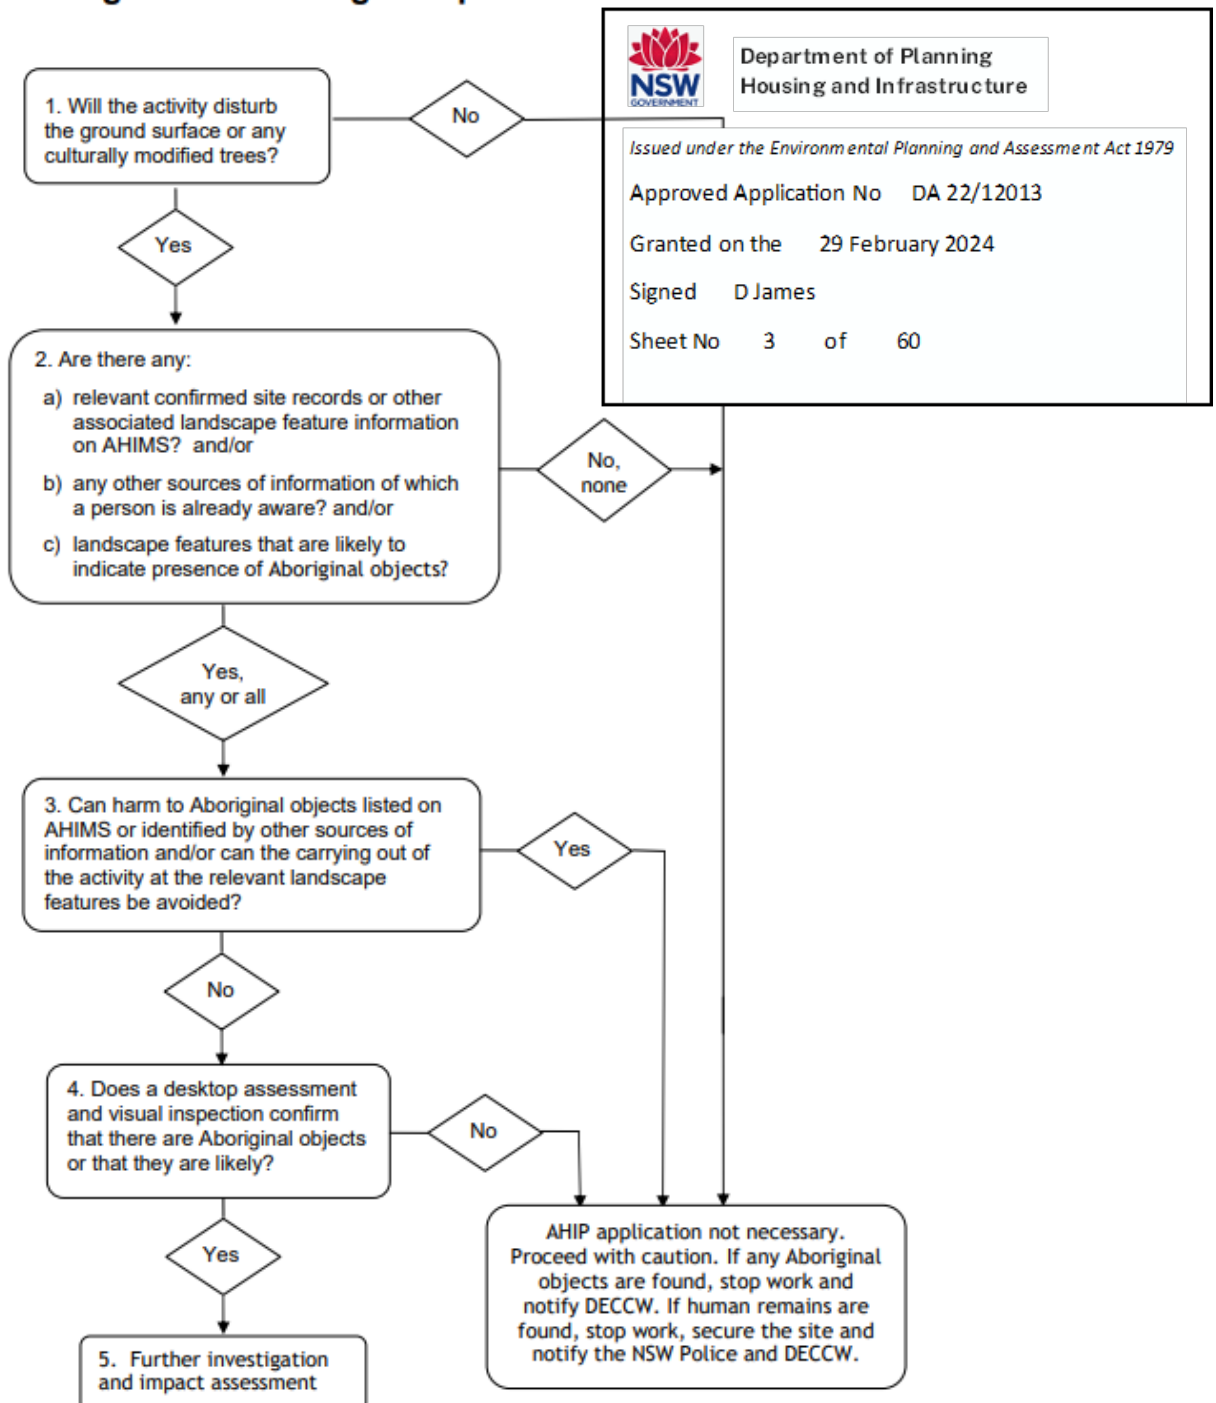 1. Will the activity disturb
the ground surface or any
culturally modified trees?
No
Yes
NSW
GOVERNMENT
Department of Planning
Housing and Infrastructure
Issued under the Environmental Planning and Assessment Act 1979
Approved Application No DA 22/12013
Granted on the 29 February 2024
Signed D James
Sheet No 3 of 60
2. Are there any:
a) relevant confirmed site records or other
associated landscape feature information
on AHIMS? and/or
b) any other sources of information of which
a person is already aware? and/or
c) landscape features that are likely to
indicate presence of Aboriginal objects?
No,
none
Yes,
any or all
3. Can harm to Aboriginal objects listed on
AHIMS or identified by other sources of
information and/or can the carrying out of
the activity at the relevant landscape
features be avoided?
Yes
No
4. Does a desktop assessment
and visual inspection confirm
that there are Aboriginal objects
or that they are likely?
No
Yes
AHIP application not necessary.
Proceed with caution. If any Aboriginal
objects are found, stop work and
notify DECCW. If human remains are
found, stop work, secure the site and
notify the NSW Police and DECCW.
5. Further investigation
and impact assessment